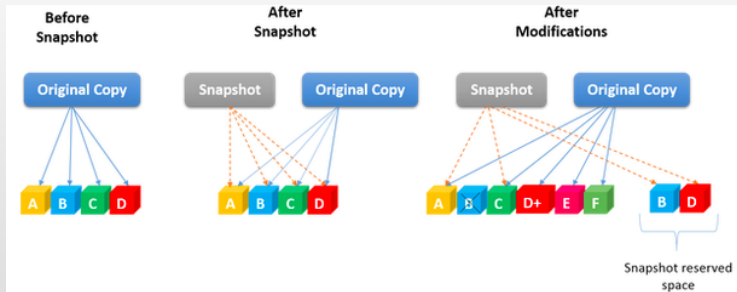 Before
Snapshot
After
Snapshot
After
Modifications
Original Copy
Snapshot
Original Copy
Snapshot
Original Copy
A B C D
A B C D
A B C D+ E F
B D
Snapshot reserved
space